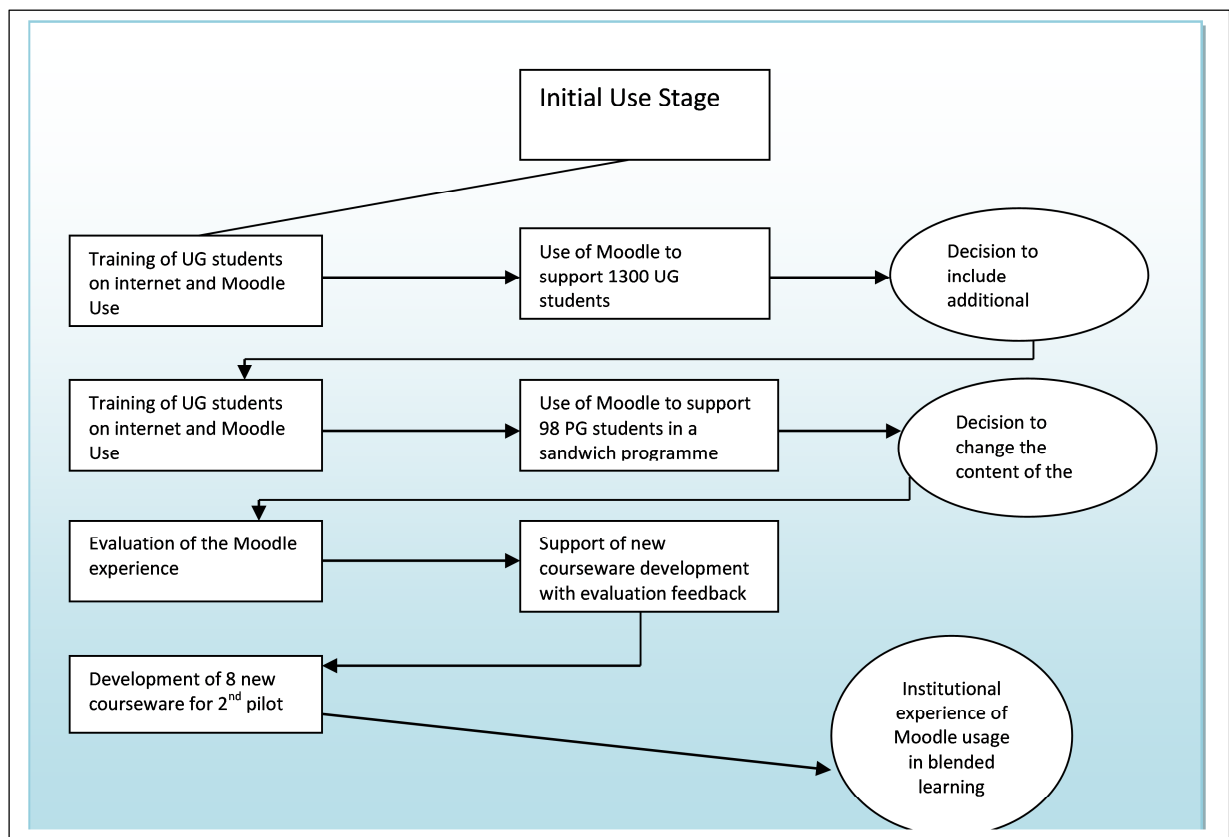 Initial Use Stage
Training of UG students
on internet and Moodle
Use
Use of Moodle to
support 1300 UG
students
Decision to
include
additional
Training of UG students
on internet and Moodle
Use
Use of Moodle to support
98 PG students in a
sandwich programme
Decision to
change the
content of the
Evaluation of the Moodle
experience
Support of new
courseware development
with evaluation feedback
Development of 8 new
courseware for 2nd pilot
Institutional
experience of
Moodle usage
in blended
learning